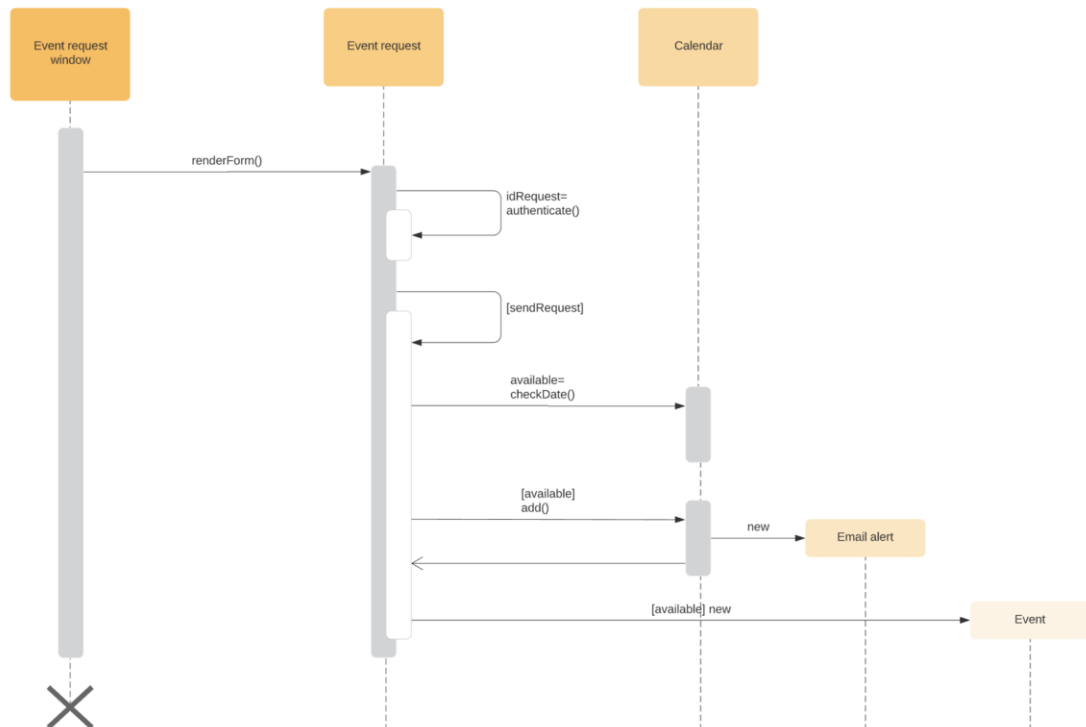 Event request
window
Event request
Calendar
renderForm()
idRequest=
authenticate()
[sendRequest]
available=
checkDate()
[available]
add()
new
Email alert
[available] new
Event